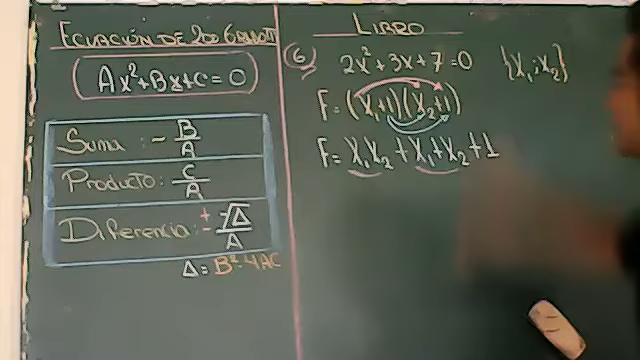 ECUACIÓN DE 2DO GRADO
Ax²+Bx+C=0
Suma: - B/A
Producto: C/A
Diferencia: ± √Δ/A
Δ = B²-4AC
LIBRO
6 2x²+3x+7=0 {X₁;X₂}
F=(X₁+1)(X₂+1)
F= X₁X₂+X₁+X₂+1